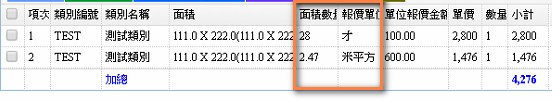 項次 類別編號 類別名稱 面積 面積數量 報價單位 單位報價金額 單價 數量 小計
1 TEST 測試類別 111.0 X 222.0(111.0 X 222.0( 28 才 100.00 2,800 1 2,800
2 TEST 測試類別 111.0 X 222.0(111.0 X 222.0( 2.47 米平方 600.00 1,476 1 1,476
加總 4,276